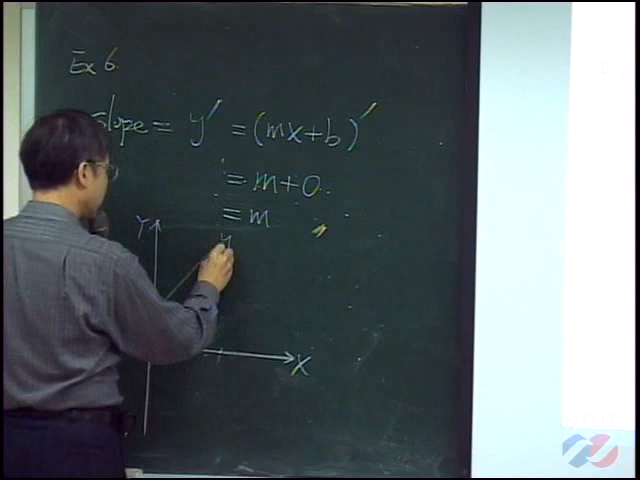 Ex 6
slope = y' = (mx+b)'
= m+0
= m
Y
y
X